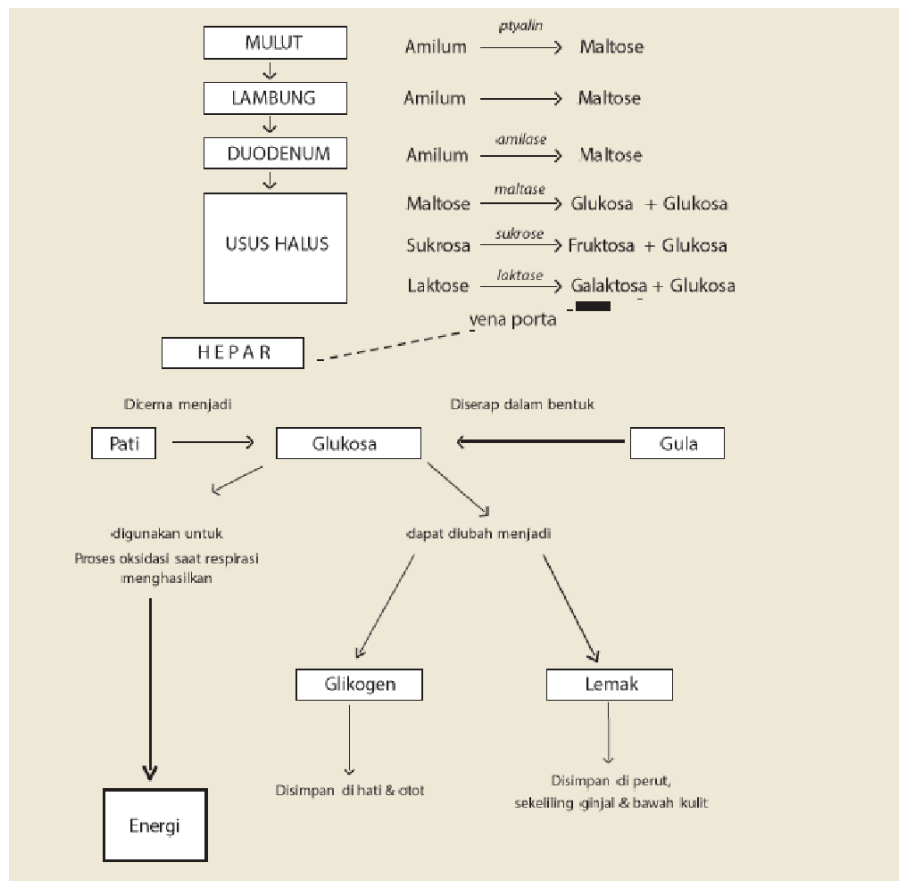 MULUT
Amilum ptyalin Maltose
LAMBUNG
Amilum Maltose
DUODENUM
Amilum amilase Maltose
USUS HALUS
Maltose maltase Glukosa + Glukosa
Sukrosa sukrose Fruktosa + Glukosa
Laktose laktase Galaktosa + Glukosa
vena porta
HEPAR
Dicerna menjadi
Diserap dalam bentuk
Pati
Glukosa
Gula
digunakan untuk
Proses oksidasi saat respirasi
menghasilkan
dapat diubah menjadi
Glikogen
Lemak
Disimpan di hati & otot
Disimpan di perut,
sekeliling ginjal & bawah kulit
Energi